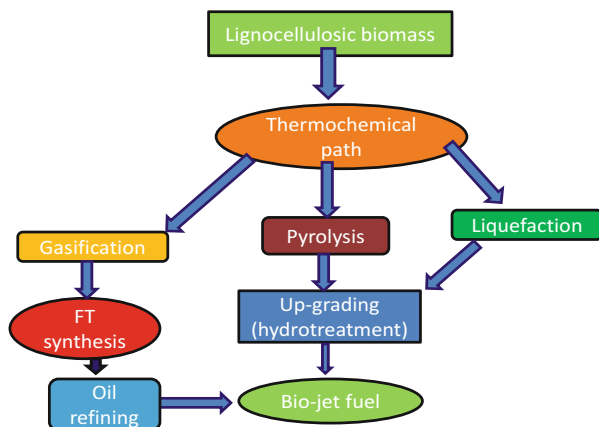 Lignocellulosic biomass
Thermochemical
path
Gasification
Pyrolysis
Liquefaction
FT
synthesis
Up-grading
(hydrotreatment)
Oil
refining
Bio-jet fuel